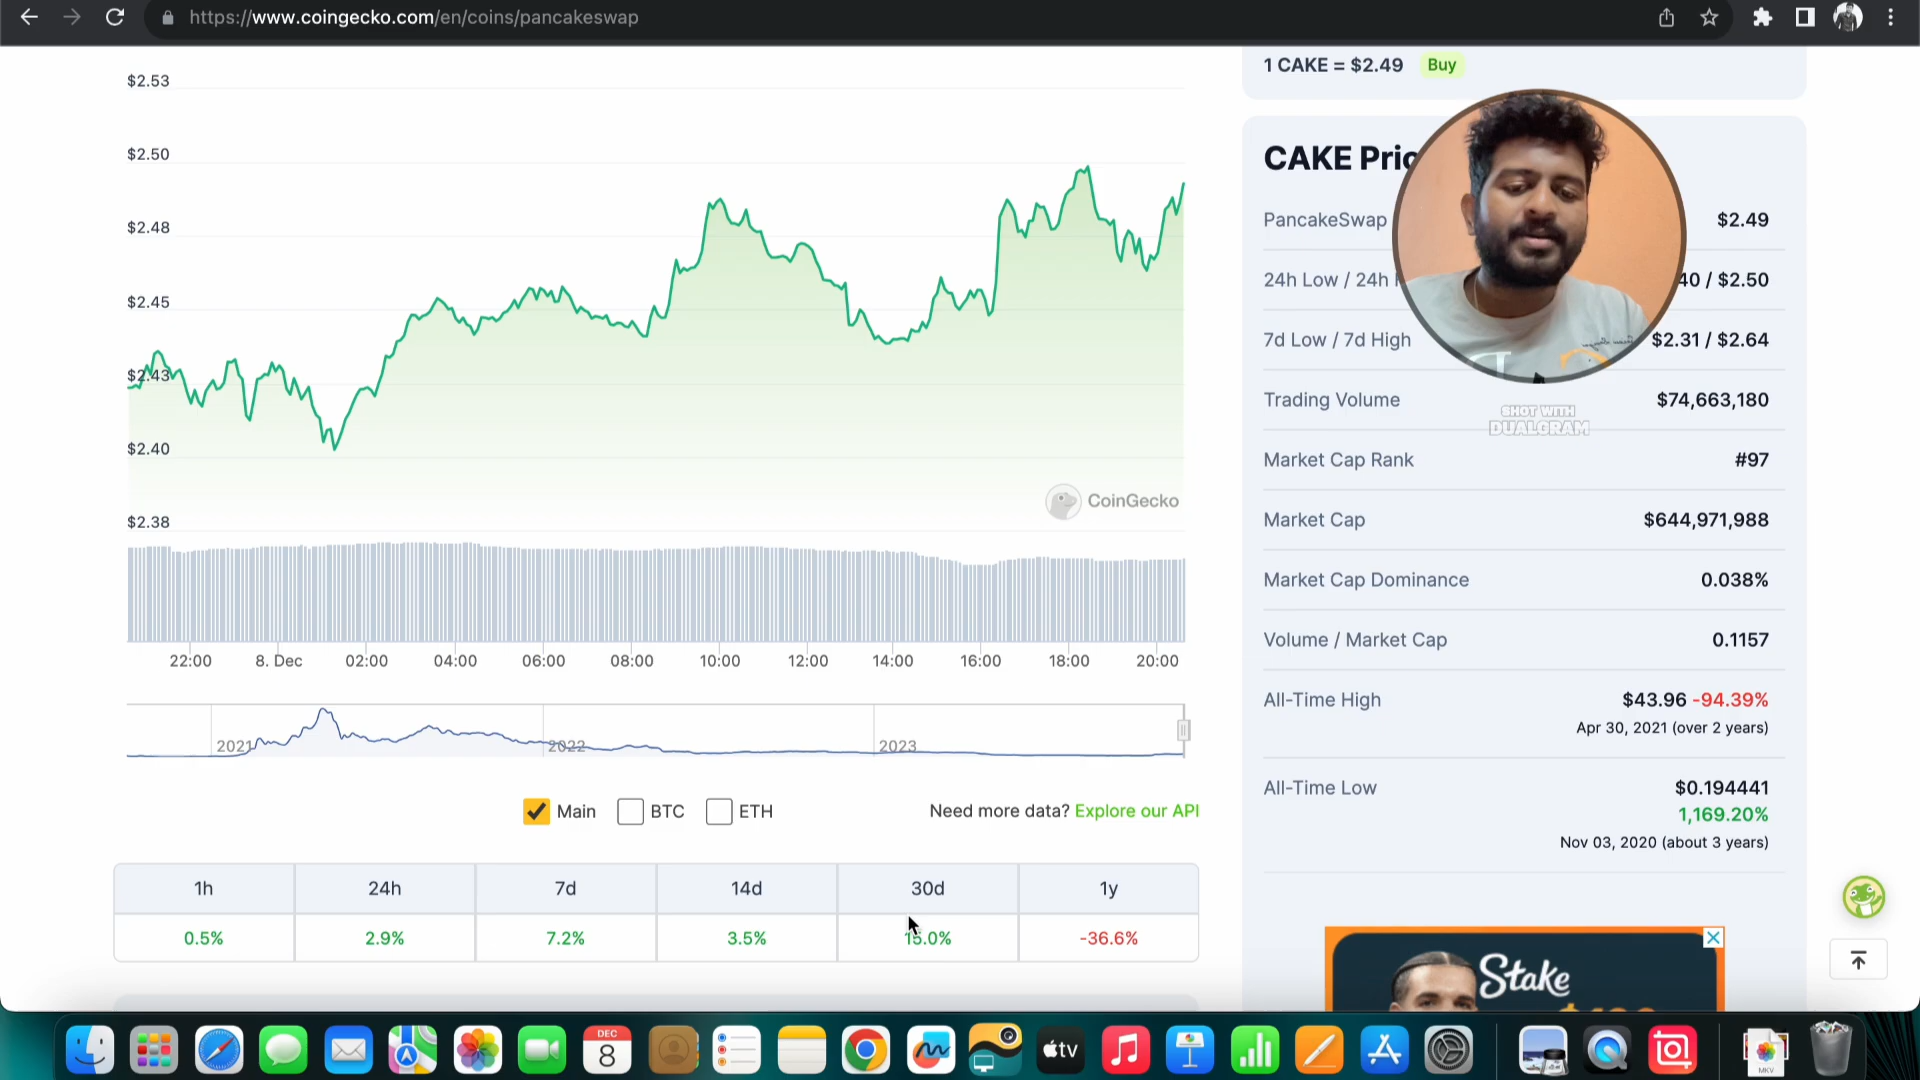 https://www.coingecko.com/en/coins/pancakeswap
$2.53
$2.50
$2.48
$2.45
$2.43
$2.40
$2.38
CoinGecko
22:00 8. Dec 02:00 04:00 06:00 08:00 10:00 12:00 14:00 16:00 18:00 20:00
2021 2022 2023
Main BTC ETH
Need more data? Explore our API
1h 24h 7d 14d 30d 1y
0.5% 2.9% 7.2% 3.5% 15.0% -36.6%
1 CAKE = $2.49 Buy
CAKE
PancakeSwap $2.49
24h Low / 24h / $2.50
7d Low / 7d High $2.31 / $2.64
Trading Volume $74,663,180
SHOT WITH
DUALGRAM
Market Cap Rank #97
Market Cap $644,971,988
Market Cap Dominance 0.038%
Volume / Market Cap 0.1157
All-Time High $43.96 -94.39%
Apr 30, 2021 (over 2 years)
All-Time Low $0.194441
1,169.20%
Nov 03, 2020 (about 3 years)
Stake
DEC
8
tv
MKV